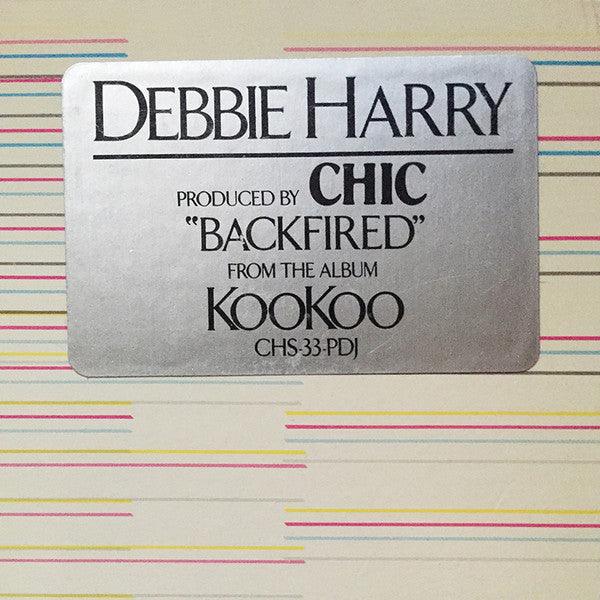 DEBBIE HARRY
PRODUCED BY CHIC
"BACKFIRED"
FROM THE ALBUM
KOOKOO
CHS-33-PDJ